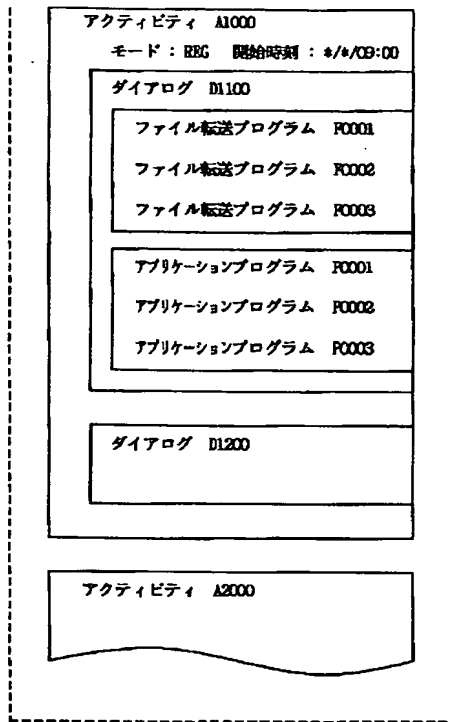 アクティビティ A1000
モード：REG 開始時刻：*/*/09:00
ダイアログ D1100
ファイル転送プログラム F0001
ファイル転送プログラム F0002
ファイル転送プログラム F0003
アプリケーションプログラム P0001
アプリケーションプログラム P0002
アプリケーションプログラム P0003
ダイアログ D1200
アクティビティ A2000